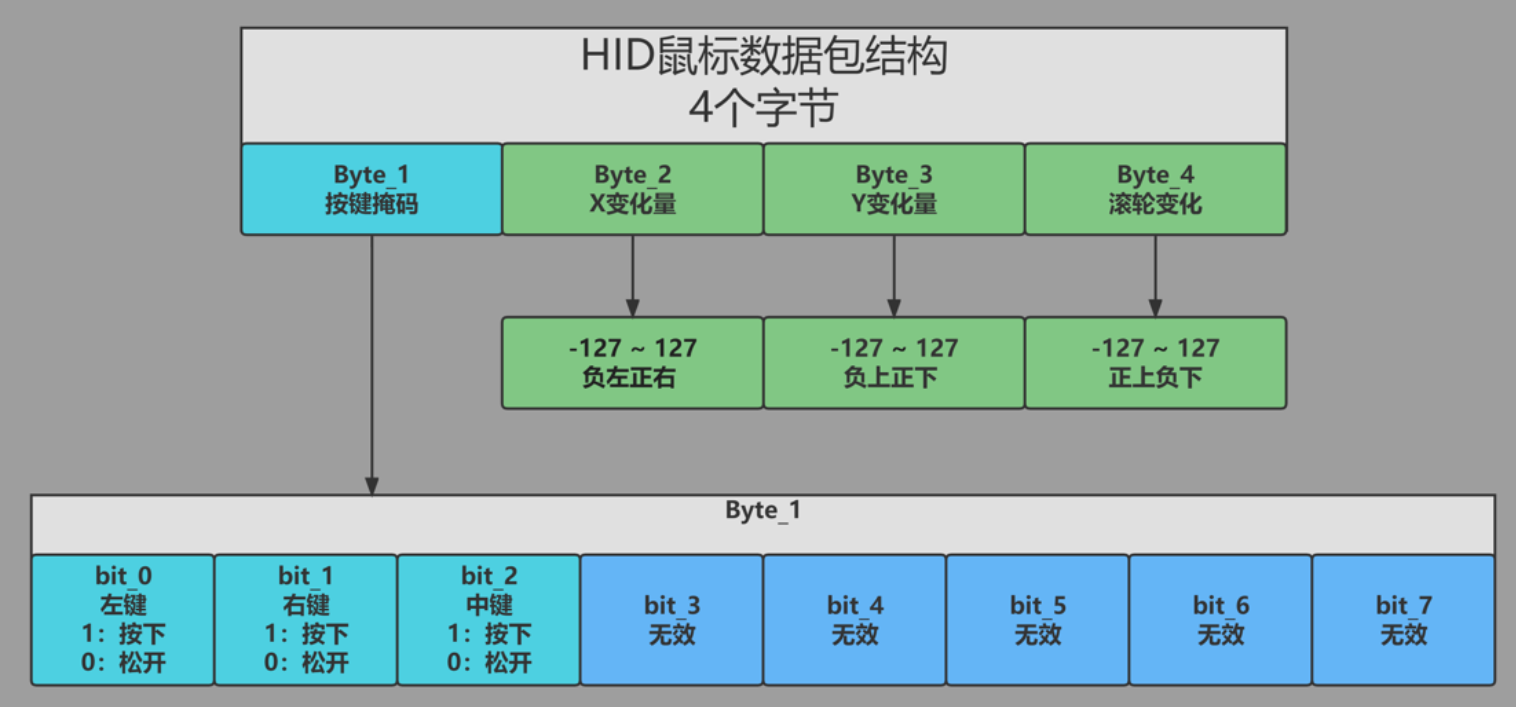 HID鼠标数据包结构
4个字节
Byte_1
按键掩码
Byte_2
X变化量
Byte_3
Y变化量
Byte_4
滚轮变化
-127 ~ 127
负左正右
-127 ~ 127
负上正下
-127 ~ 127
正上负下
Byte_1
bit_0
左键
1：按下
0：松开
bit_1
右键
1：按下
0：松开
bit_2
中键
1：按下
0：松开
bit_3
无效
bit_4
无效
bit_5
无效
bit_6
无效
bit_7
无效